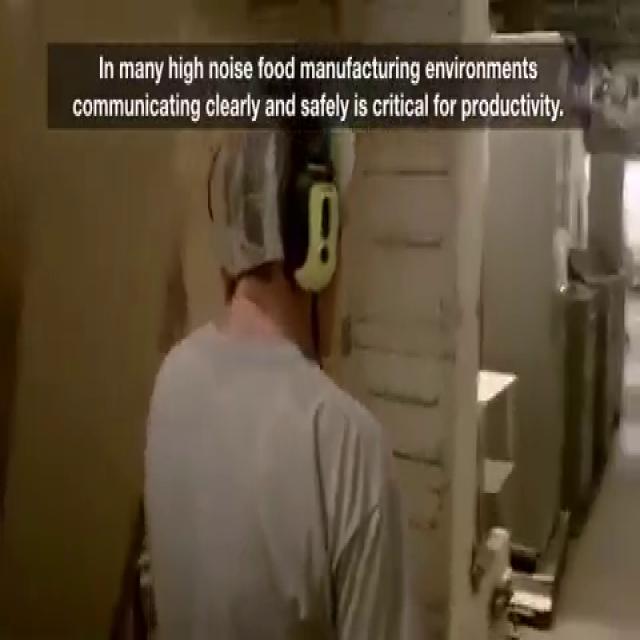 In many high noise food manufacturing environments
communicating clearly and safely is critical for productivity.